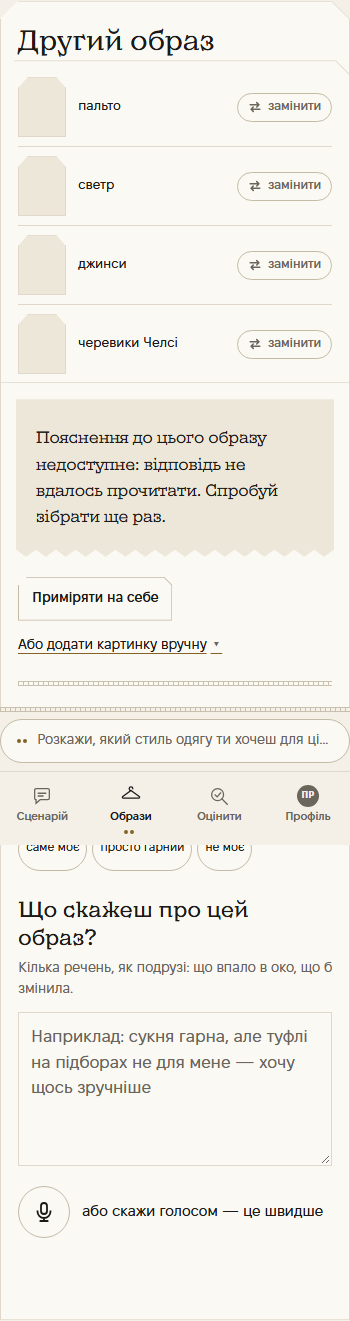 Другий образ
пальто
замінити
светр
замінити
джинси
замінити
черевики Челсі
замінити
Пояснення до цього образу
недоступне: відповідь не
вдалось прочитати. Спробуй
зібрати ще раз.
Приміряти на себе
Або додати картинку вручну
Розкажи, який стиль одягу ти хочеш для ці...
Сценарій
Образи
Оцінити
ПР
Профіль
саме моє
просто гарний
не моє
Що скажеш про цей
образ?
Кілька речень, як подрузі: що впало в око, що б
змінила.
Наприклад: сукня гарна, але туфлі
на підборах не для мене — хочу
щось зручніше
або скажи голосом — це швидше